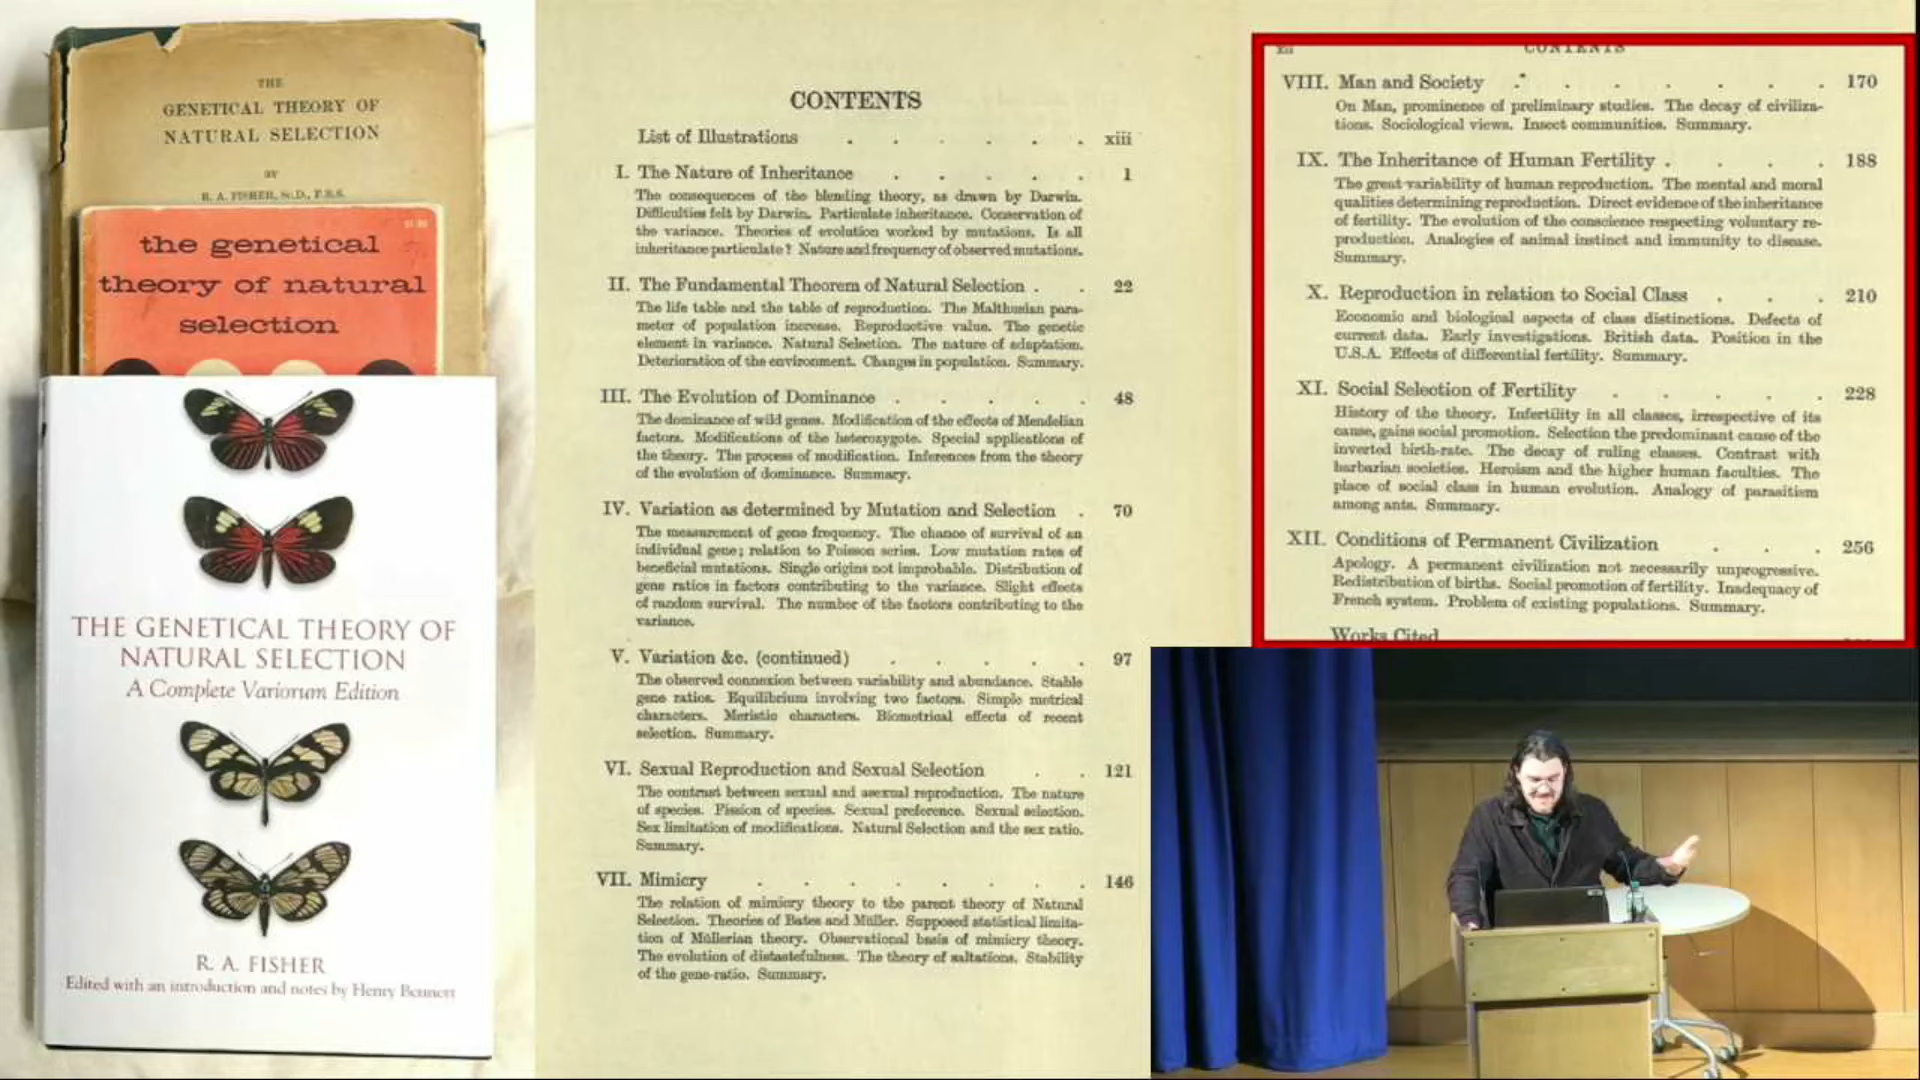 THE
GENETICAL THEORY OF
NATURAL SELECTION
BY
R. A. FISHER, Sc.D., F.R.S.
the genetical
theory of natural
selection
THE GENETICAL THEORY OF
NATURAL SELECTION
A Complete Variorum Edition
R. A. FISHER
Edited with an introduction and notes by Henry Bennett
CONTENTS
List of Illustrations . . . . . . xiii
I. The Nature of Inheritance . . . . . 1
The consequences of the blending theory, as drawn by Darwin.
Difficulties felt by Darwin. Particulate inheritance. Conservation of
the variance. Theories of evolution worked by mutations. Is all
inheritance particulate ? Nature and frequency of observed mutations.
II. The Fundamental Theorem of Natural Selection . . 22
The life table and the table of reproduction. The Malthusian para-
meter of population increase. Reproductive value. The genetic
element in variance. Natural Selection. The nature of adaptation.
Deterioration of the environment. Changes in population. Summary.
III. The Evolution of Dominance . . . . . 48
The dominance of wild genes. Modification of the effects of Mendelian
factors. Modifications of the heterozygote. Special applications of
the theory. The process of modification. Inferences from the theory
of the evolution of dominance. Summary.
IV. Variation as determined by Mutation and Selection . 70
The measurement of gene frequency. The chance of survival of an
individual gene; relation to Poisson series. Low mutation rates of
beneficial mutations. Single origins not improbable. Distribution of
gene ratios in factors contributing to the variance. Slight effects
of random survival. The number of the factors contributing to the
variance.
V. Variation &c. (continued) . . . . . 97
The observed connexion between variability and abundance. Stable
gene ratios. Equilibrium involving two factors. Simple metrical
characters. Meristic characters. Biometrical effects of recent
selection. Summary.
VI. Sexual Reproduction and Sexual Selection . . 121
The contrast between sexual and asexual reproduction. The nature
of species. Fission of species. Sexual preference. Sexual selection.
Sex limitation of modifications. Natural Selection and the sex ratio.
Summary.
VII. Mimicry . . . . . . . . 146
The relation of mimicry theory to the parent theory of Natural
Selection. Theories of Bates and Müller. Supposed statistical limita-
tion of Müllerian theory. Observational basis of mimicry theory.
The evolution of distastefulness. The theory of saltations. Stability
of the gene-ratio. Summary.
xii CONTENTS
VIII. Man and Society . . . . . . . 170
On Man, prominence of preliminary studies. The decay of civiliza-
tions. Sociological views. Insect communities. Summary.
IX. The Inheritance of Human Fertility . . . . 188
The great variability of human reproduction. The mental and moral
qualities determining reproduction. Direct evidence of the inheritance
of fertility. The evolution of the conscience respecting voluntary re-
production. Analogies of animal instinct and immunity to disease.
Summary.
X. Reproduction in relation to Social Class . . . 210
Economic and biological aspects of class distinctions. Defects of
current data. Early investigations. British data. Position in the
U.S.A. Effects of differential fertility. Summary.
XI. Social Selection of Fertility . . . . . 228
History of the theory. Infertility in all classes, irrespective of its
cause, gains social promotion. Selection the predominant cause of the
inverted birth-rate. The decay of ruling classes. Contrast with
barbarian societies. Heroism and the higher human faculties. The
place of social class in human evolution. Analogy of parasitism
among ants. Summary.
XII. Conditions of Permanent Civilization . . . 256
Apology. A permanent civilization not necessarily unprogressive.
Redistribution of births. Social promotion of fertility. Inadequacy of
French system. Problem of existing populations. Summary.
Works Cited